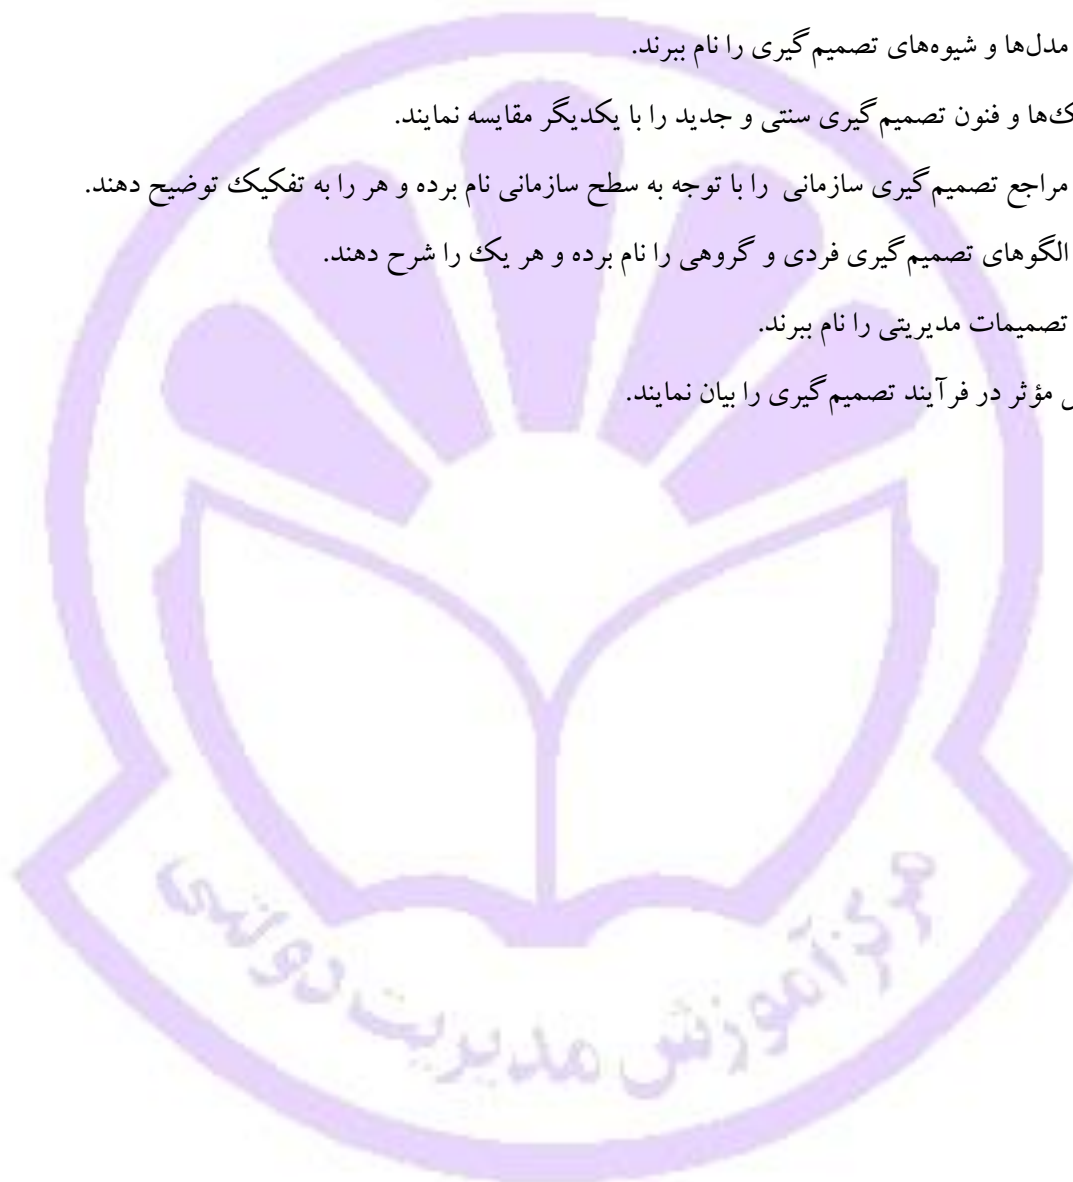 مدل‌ها و شیوه‌های تصمیم‌گیری را نام ببرند.
ک‌ها و فنون تصمیم‌گیری سنتی و جدید را با یکدیگر مقایسه نمایند.
مراجع تصمیم‌گیری سازمانی را با توجه به سطح سازمانی نام برده و هر را به تفکیک توضیح دهند.
الگوهای تصمیم‌گیری فردی و گروهی را نام برده و هر یک را شرح دهند.
تصمیمات مدیریتی را نام ببرند.
مؤثر در فرآیند تصمیم‌گیری را بیان نمایند.
مرکز آموزش مدیریت دولتی